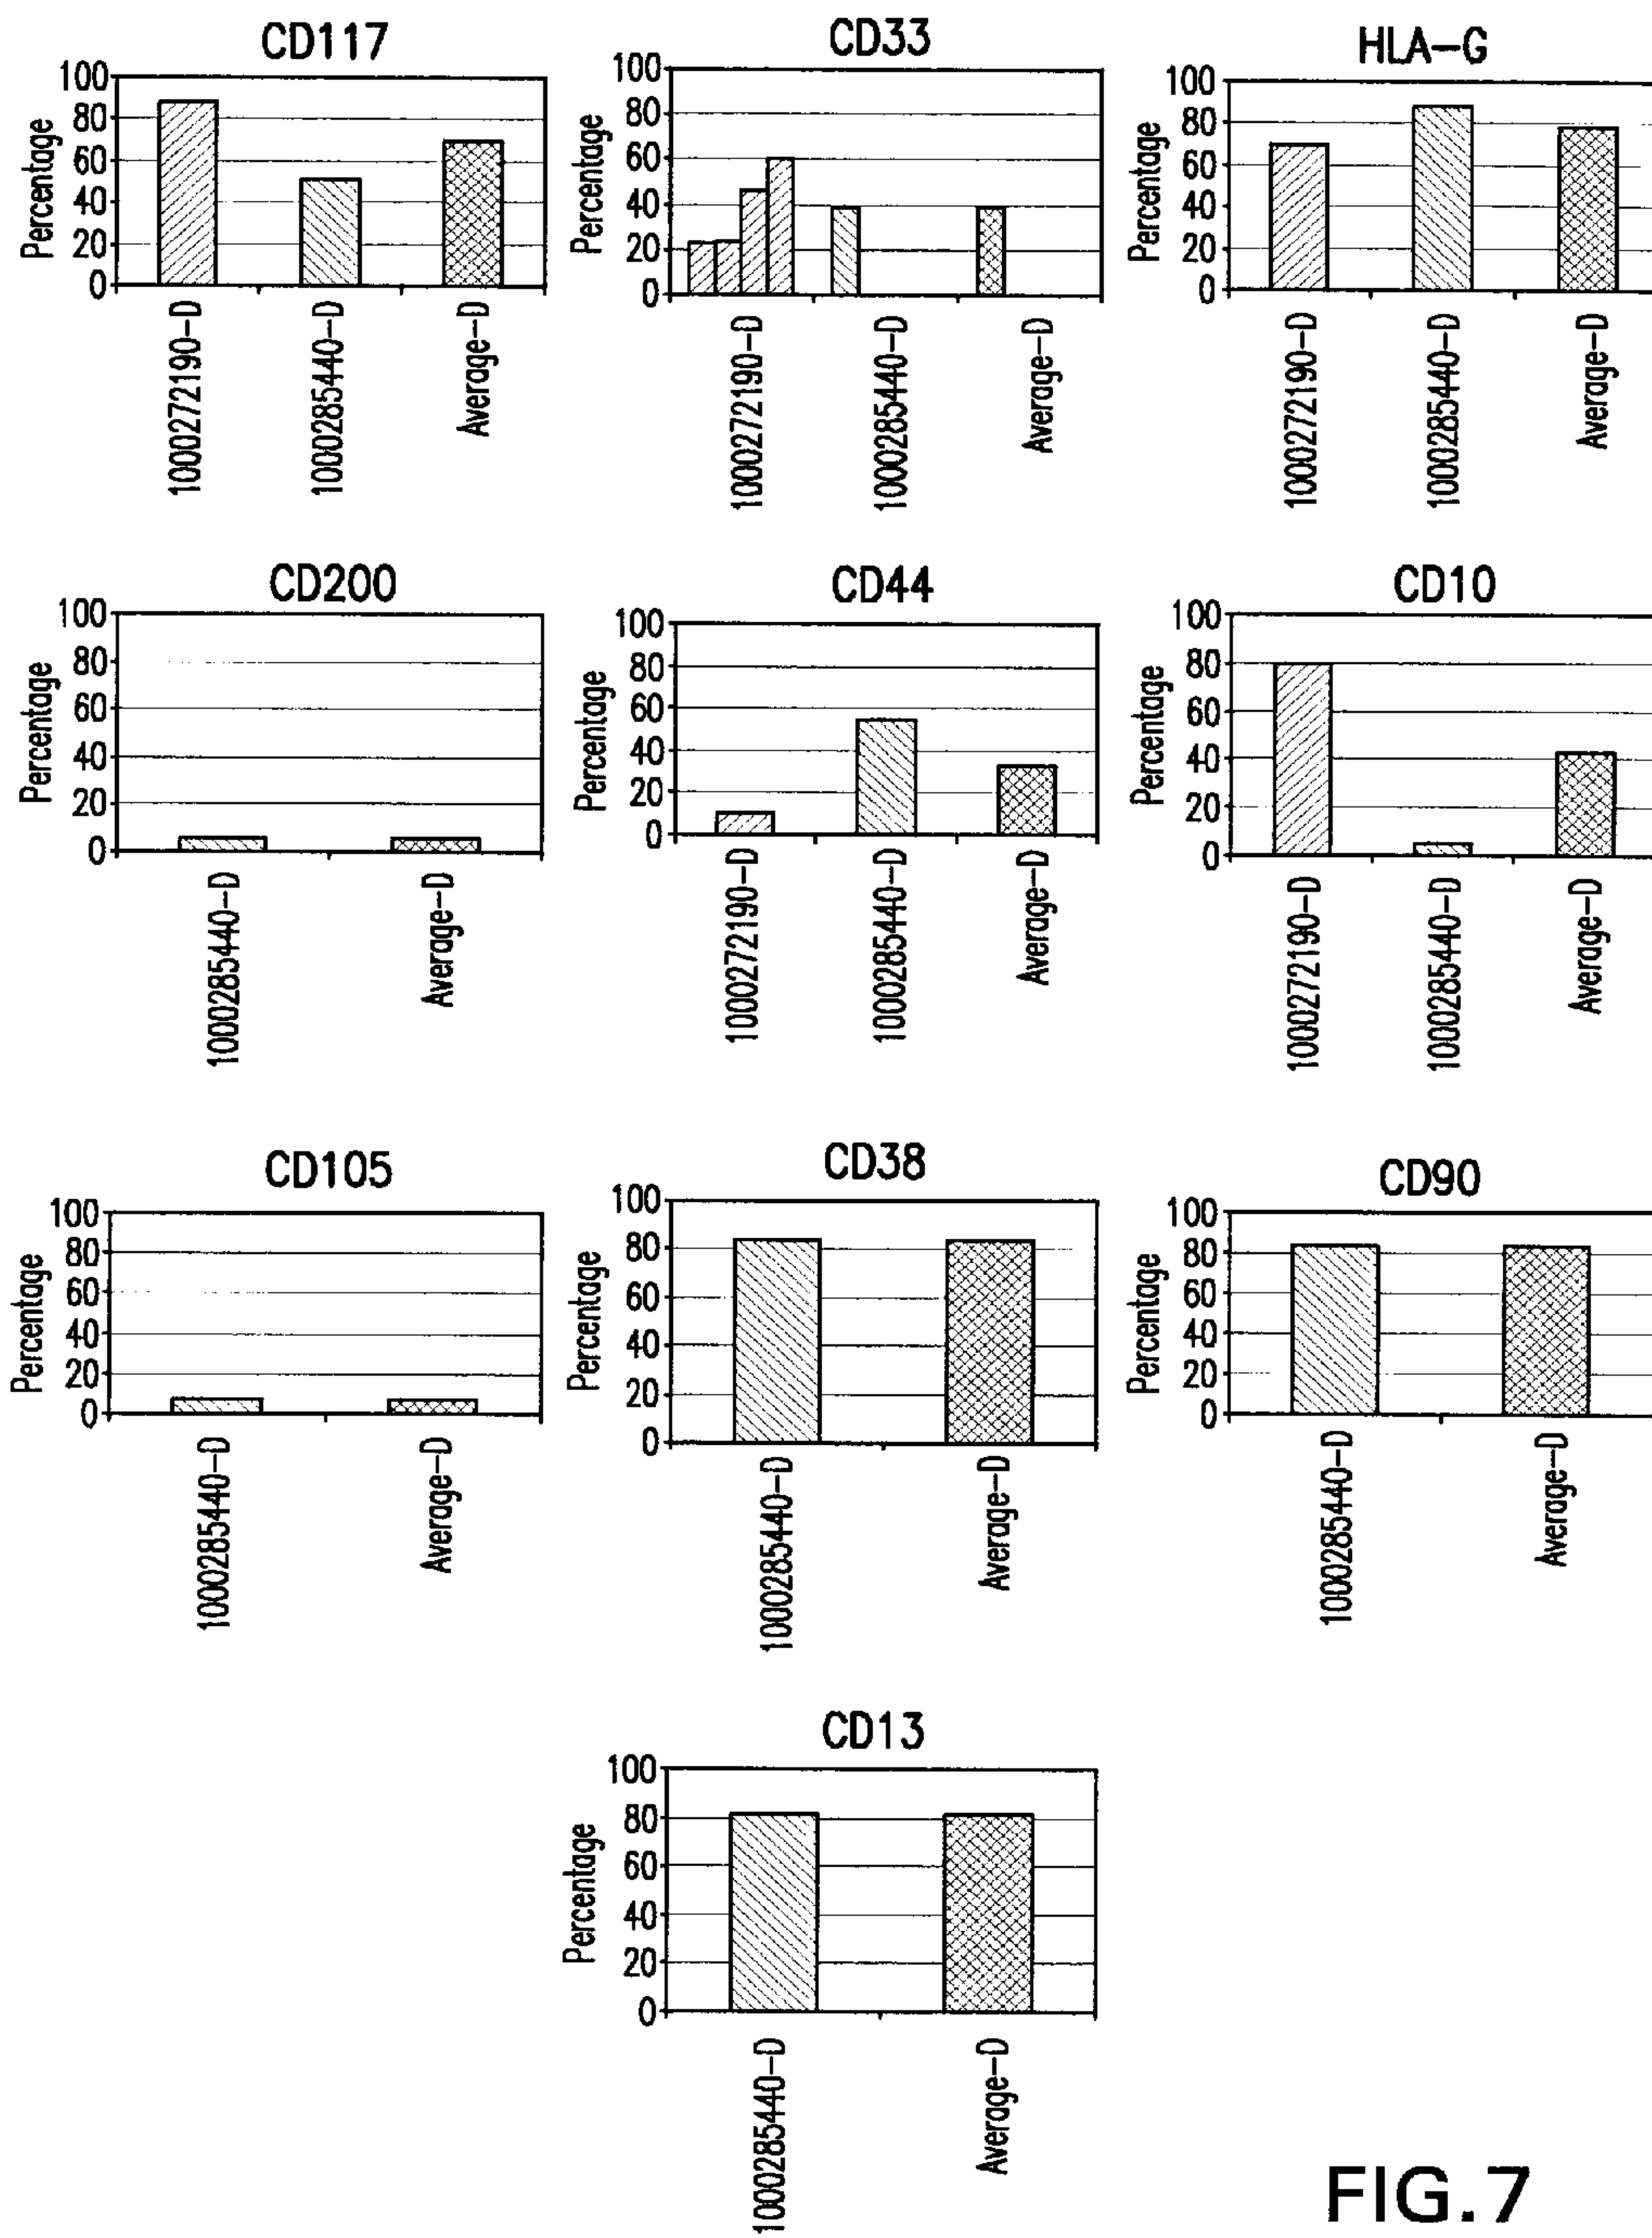 CD117
Percentage
100
80
60
40
20
0
1000272190-D
1000285440-D
Average-D
CD33
Percentage
100
80
60
40
20
0
1000272190-D
1000285440-D
Average-D
HLA-G
Percentage
100
80
60
40
20
0
1000272190-D
1000285440-D
Average-D
CD200
Percentage
100
80
60
40
20
0
1000285440-D
Average-D
CD44
Percentage
100
80
60
40
20
0
1000272190-D
1000285440-D
Average-D
CD10
Percentage
100
80
60
40
20
0
1000272190-D
1000285440-D
Average-D
CD105
Percentage
100
80
60
40
20
0
1000285440-D
Average-D
CD38
Percentage
100
80
60
40
20
0
1000285440-D
Average-D
CD90
Percentage
100
80
60
40
20
0
1000285440-D
Average-D
CD13
Percentage
100
80
60
40
20
0
1000285440-D
Average-D
FIG.7